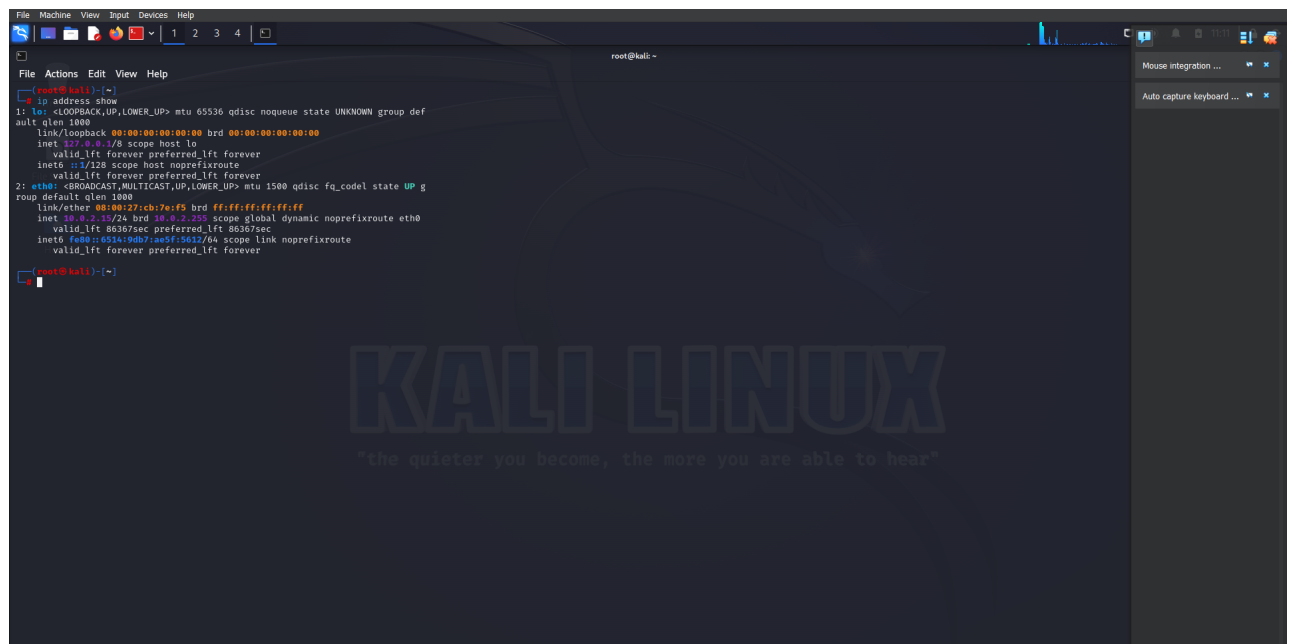 File Machine View Input Devices Help
1 2 3 4
11:11
root@kali: ~
Mouse integration ...
File Actions Edit View Help
Auto capture keyboard ...
(root㉿kali)-[~]
# ip address show
1: lo: <LOOPBACK,UP,LOWER_UP> mtu 65536 qdisc noqueue state UNKNOWN group def
ault qlen 1000
link/loopback 00:00:00:00:00:00 brd 00:00:00:00:00:00
inet 127.0.0.1/8 scope host lo
valid_lft forever preferred_lft forever
inet6 ::1/128 scope host noprefixroute
valid_lft forever preferred_lft forever
2: eth0: <BROADCAST,MULTICAST,UP,LOWER_UP> mtu 1500 qdisc fq_codel state UP g
roup default qlen 1000
link/ether 08:00:27:cb:7e:f5 brd ff:ff:ff:ff:ff:ff
inet 10.0.2.15/24 brd 10.0.2.255 scope global dynamic noprefixroute eth0
valid_lft 86367sec preferred_lft 86367sec
inet6 fe80::6514:9db7:ae5f:5612/64 scope link noprefixroute
valid_lft forever preferred_lft forever
(root㉿kali)-[~]
#
KALI LINUX
"the quieter you become, the more you are able to hear"